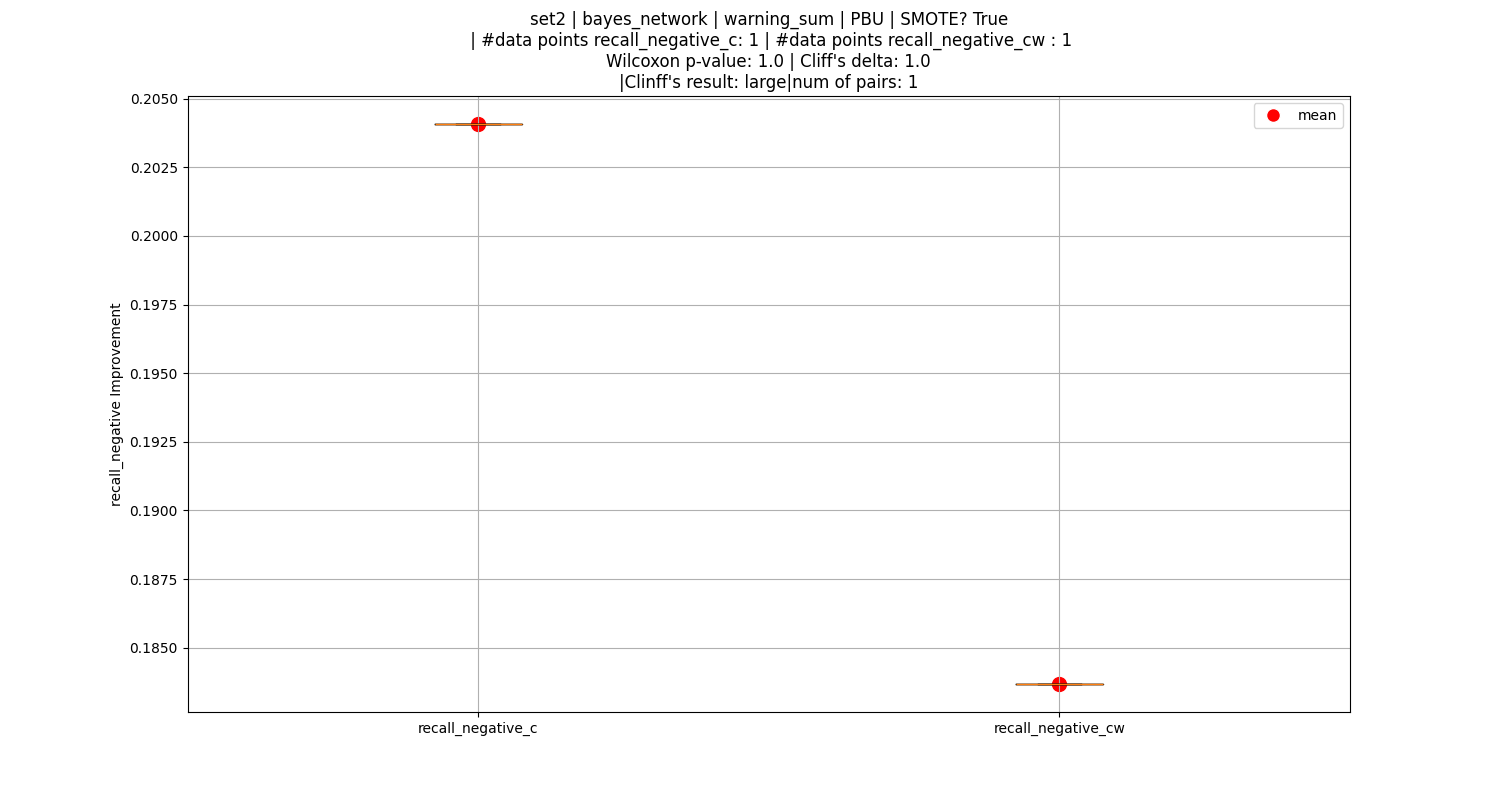 set2 | bayes_network | warning_sum | PBU | SMOTE? True
| #data points recall_negative_c: 1 | #data points recall_negative_cw : 1
Wilcoxon p-value: 1.0 | Cliff's delta: 1.0
|Clinff's result: large|num of pairs: 1
mean
0.2050
0.2025
0.2000
0.1975
0.1950
0.1925
0.1900
0.1875
0.1850
recall_negative Improvement
recall_negative_c
recall_negative_cw